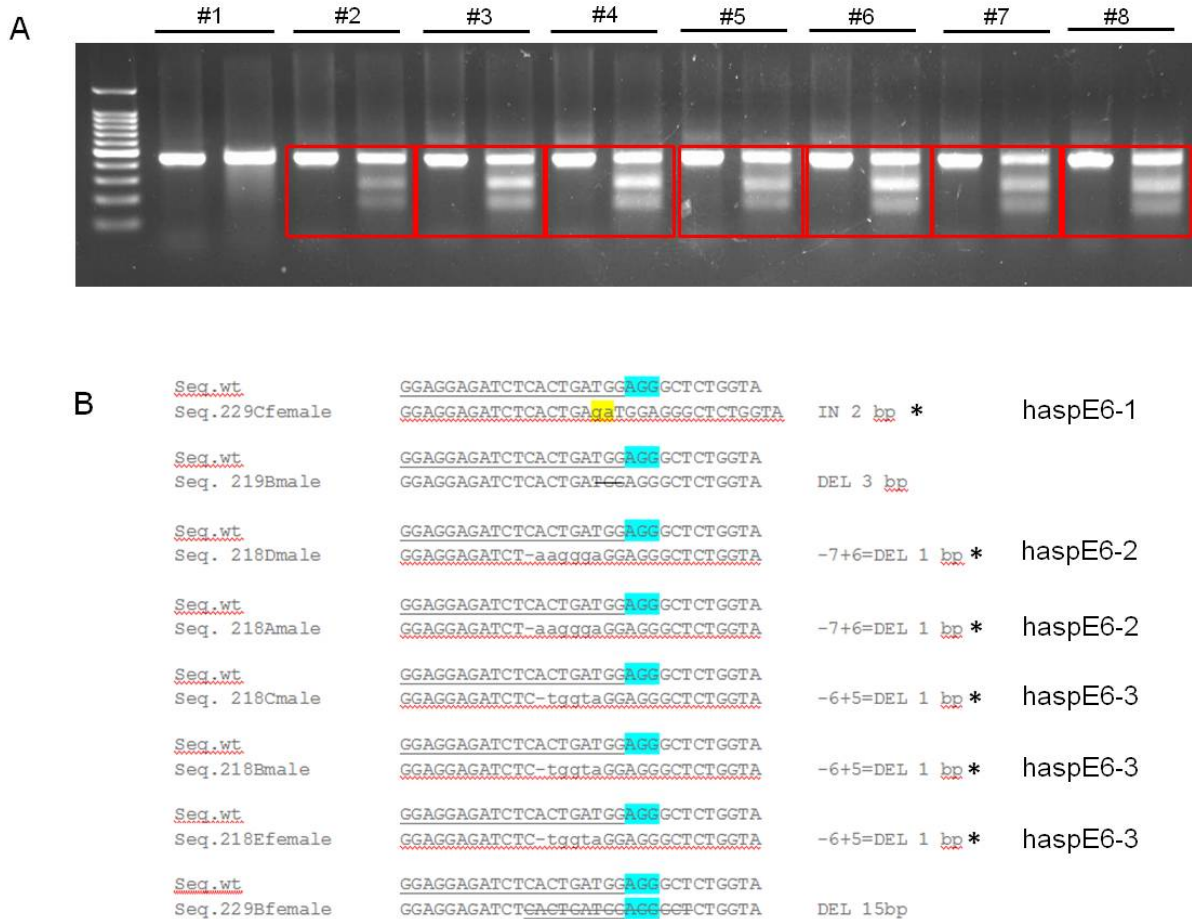 A
#1 #2 #3 #4 #5 #6 #7 #8
B
Seq.wt GGAGGAGATCTCACTGATGGAGGGCTCTGGTA
Seq.229Cfemale GGAGGAGATCTCACTGAgaTGGAGGGCTCTGGTA IN 2 bp * haspE6-1
Seq.wt GGAGGAGATCTCACTGATGGAGGGCTCTGGTA
Seq. 219Bmale GGAGGAGATCTCACTGATGGAGGGCTCTGGTA DEL 3 bp
Seq.wt GGAGGAGATCTCACTGATGGAGGGCTCTGGTA
Seq. 218Dmale GGAGGAGATCT-aagggaGGAGGGCTCTGGTA -7+6=DEL 1 bp * haspE6-2
Seq.wt GGAGGAGATCTCACTGATGGAGGGCTCTGGTA
Seq. 218Amale GGAGGAGATCT-aagggaGGAGGGCTCTGGTA -7+6=DEL 1 bp * haspE6-2
Seq.wt GGAGGAGATCTCACTGATGGAGGGCTCTGGTA
Seq. 218Cmale GGAGGAGATCTC-tggtaGGAGGGCTCTGGTA -6+5=DEL 1 bp * haspE6-3
Seq.wt GGAGGAGATCTCACTGATGGAGGGCTCTGGTA
Seq.218Bmale GGAGGAGATCTC-tggtaGGAGGGCTCTGGTA -6+5=DEL 1 bp * haspE6-3
Seq.wt GGAGGAGATCTCACTGATGGAGGGCTCTGGTA
Seq.218Efemale GGAGGAGATCTC-tggtaGGAGGGCTCTGGTA -6+5=DEL 1 bp * haspE6-3
Seq.wt GGAGGAGATCTCACTGATGGAGGGCTCTGGTA
Seq.229Bfemale GGAGGAGATCTCACTGATGGAGGGCTCTGGTA DEL 15bp